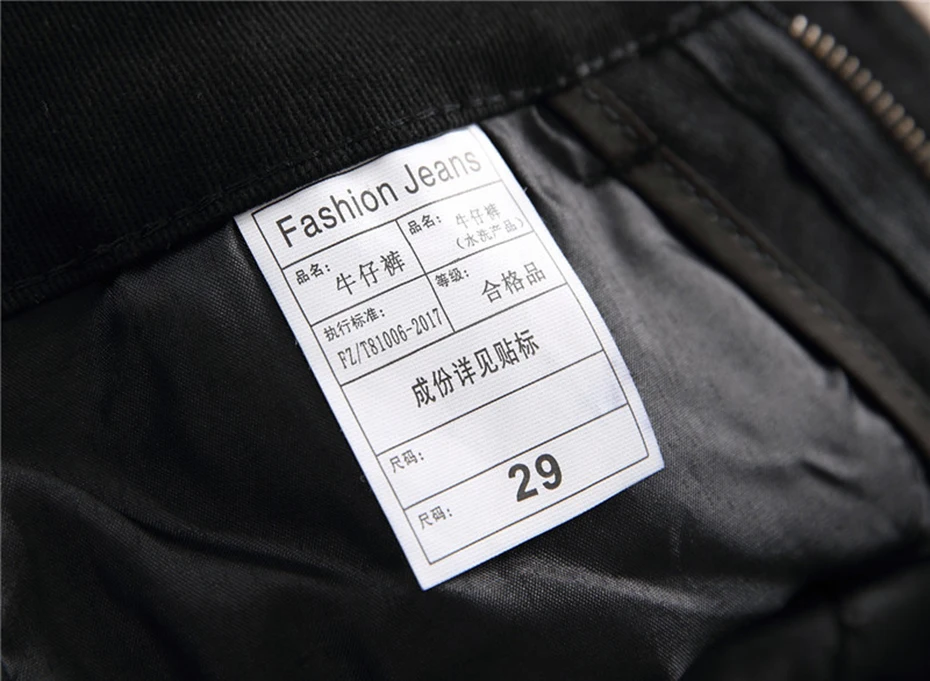 Fashion Jeans
品名: 牛仔裤
品名: 牛仔裤
(水洗产品)
执行标准:
FZ/T81006-2017
等级: 合格品
成份详见贴标
尺码:
29
尺码: